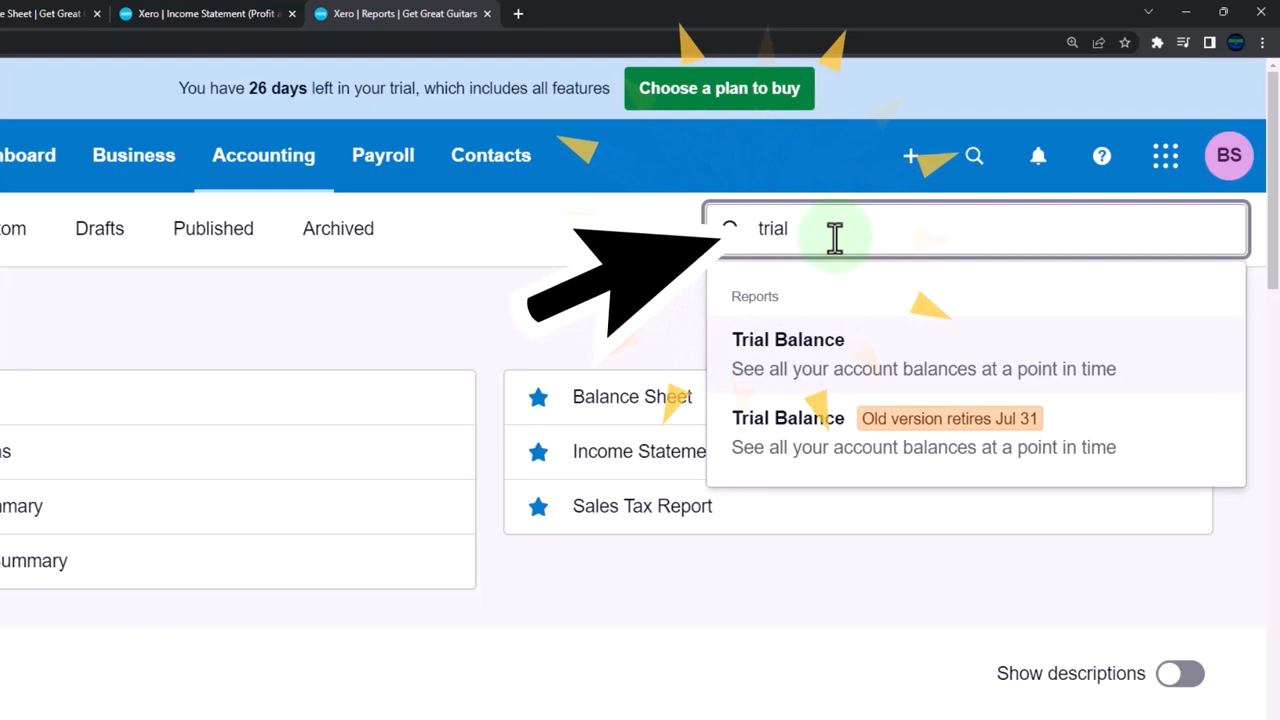 e Sheet | Get Great G
Xero | Income Statement (Profit a
Xero | Reports | Get Great Guitars
You have 26 days left in your trial, which includes all features
Choose a plan to buy
board
Business
Accounting
Payroll
Contacts
BS
tom
Drafts
Published
Archived
trial
Reports
Trial Balance
See all your account balances at a point in time
Trial Balance Old version retires Jul 31
See all your account balances at a point in time
Balance Sheet
s
Income Stateme
mary
Sales Tax Report
Summary
Show descriptions